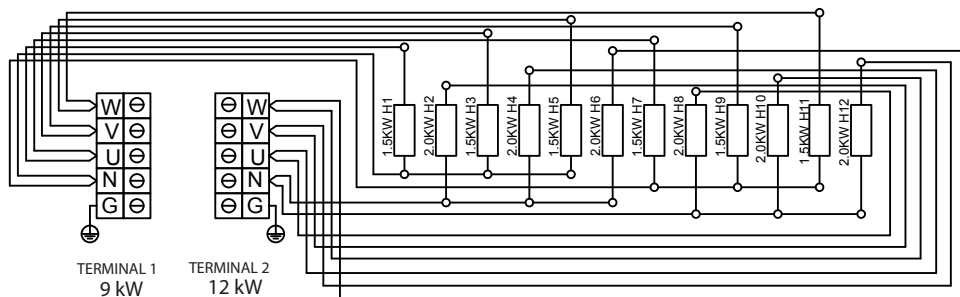 W
V
U
N
G
TERMINAL 1
9 kW
W
V
U
N
G
TERMINAL 2
12 kW
1.5KW H1
2.0KW H2
1.5KW H3
2.0KW H4
1.5KW H5
2.0KW H6
1.5KW H7
2.0KW H8
1.5KW H9
2.0KW H10
1.5KW H11
2.0KW H12